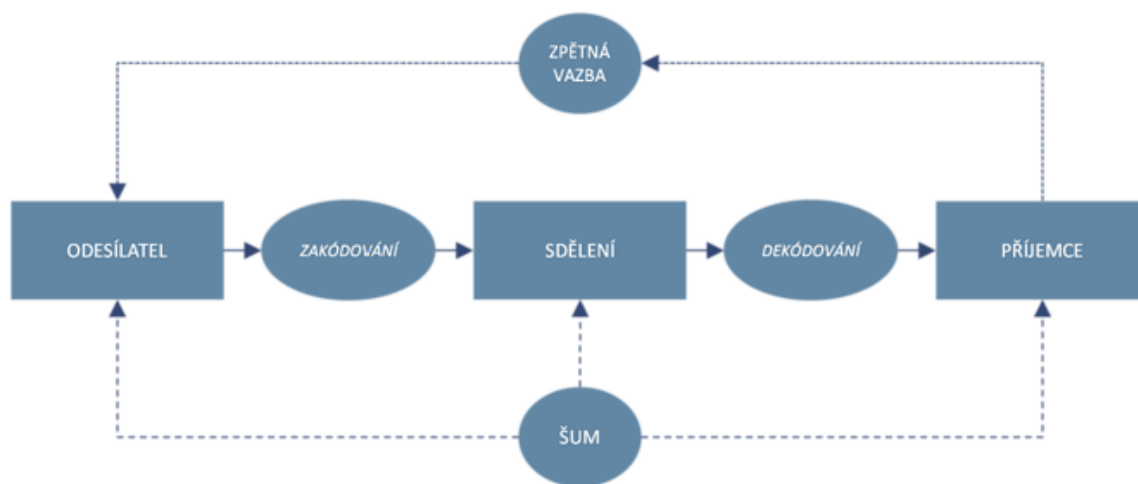 ZPĚTNÁ
VAZBA
ODESÍLATEL
ZAKÓDOVÁNÍ
SDĚLENÍ
DEKÓDOVÁNÍ
PŘÍJEMCE
ŠUM